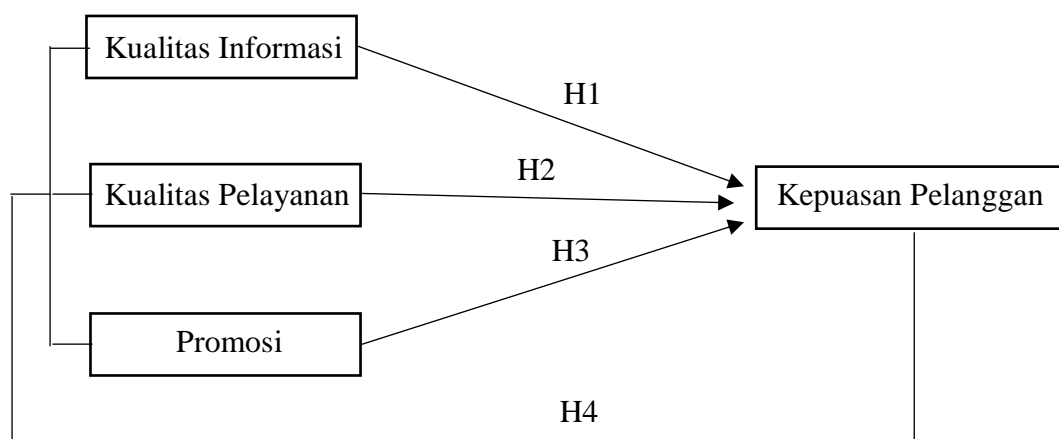 Kualitas Informasi
H1
H2
Kualitas Pelayanan
Kepuasan Pelanggan
H3
Promosi
H4